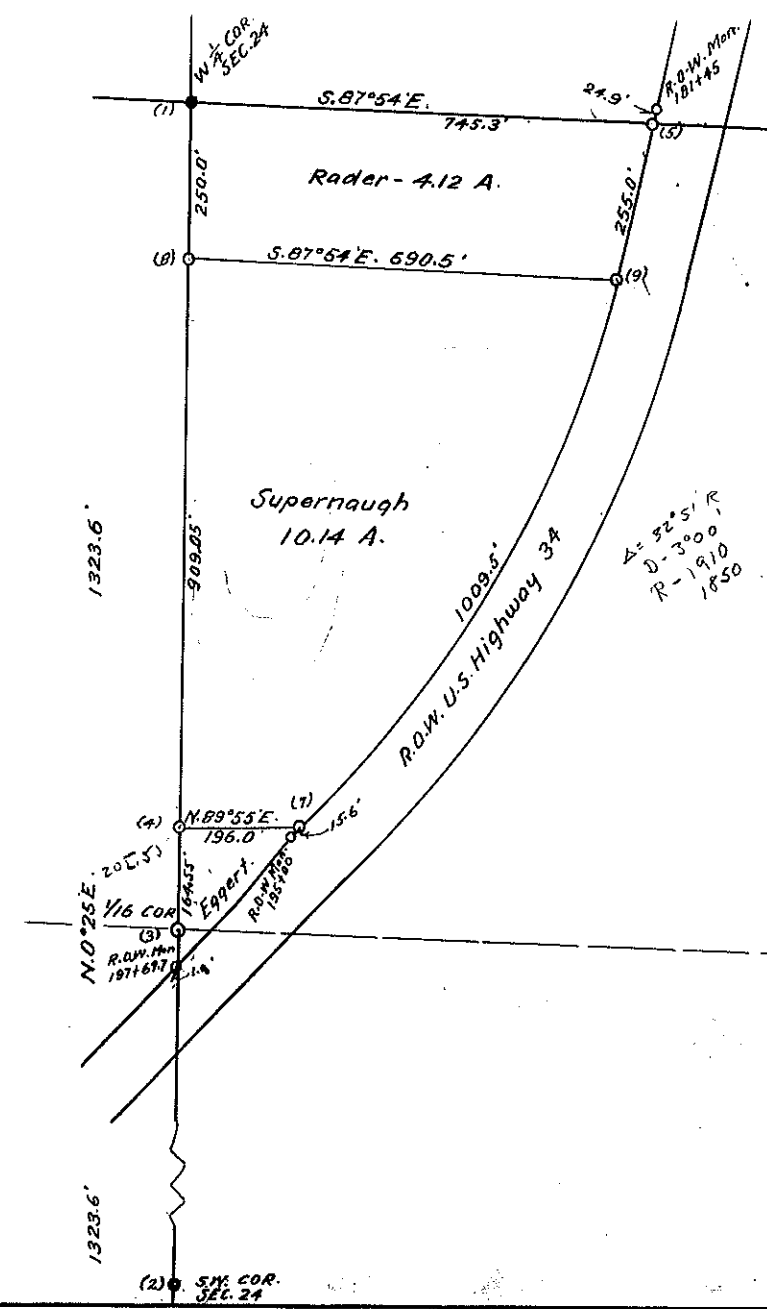 W 1/4 COR.
SEC. 24
R.O.W. Mon.
181+45
24.9'
(1)
S.87°54'E.
745.3'
(5)
250.0'
Rader - 4.12 A.
255.0'
(8)
S.87°54'E. 690.5'
(9)
Supernaugh
10.14 A.
1323.6'
909.05'
1009.5'
R.O.W. U.S. Highway 34
Δ= 32°51' R
D- 3°00'
R- 1910
1850
(4)
N.89°55'E.
196.0'
(7)
15.6'
164.55'
Eggert.
R.O.W. Mon.
195+80
N.0°25'E.
1/16 COR
(3)
R.O.W. Mon
197+69.7
1.8'
1323.6'
(2)
S.W. COR.
SEC. 24